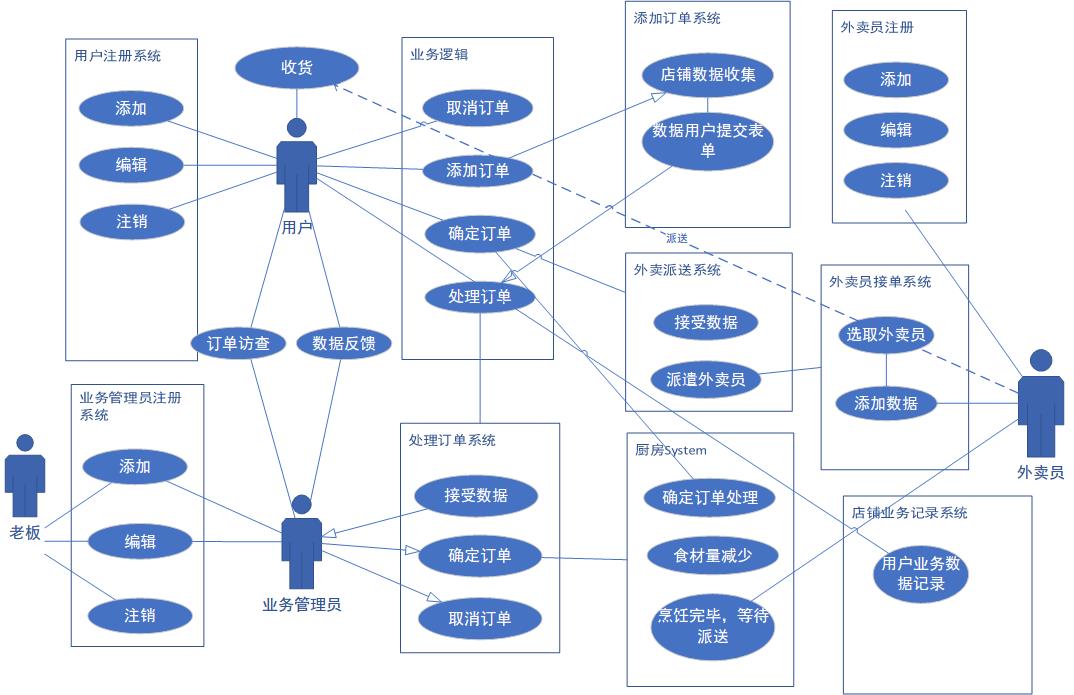 用户注册系统
添加
编辑
注销
收货
用户
业务逻辑
取消订单
添加订单
确定订单
处理订单
添加订单系统
店铺数据收集
数据用户提交表
单
外卖员注册
添加
编辑
注销
派送
外卖派送系统
接受数据
派遣外卖员
外卖员接单系统
选取外卖员
添加数据
外卖员
订单访查
数据反馈
业务管理员注册
系统
添加
编辑
注销
老板
业务管理员
处理订单系统
接受数据
确定订单
取消订单
厨房System
确定订单处理
食材量减少
烹饪完毕，等待
派送
店铺业务记录系统
用户业务数
据记录